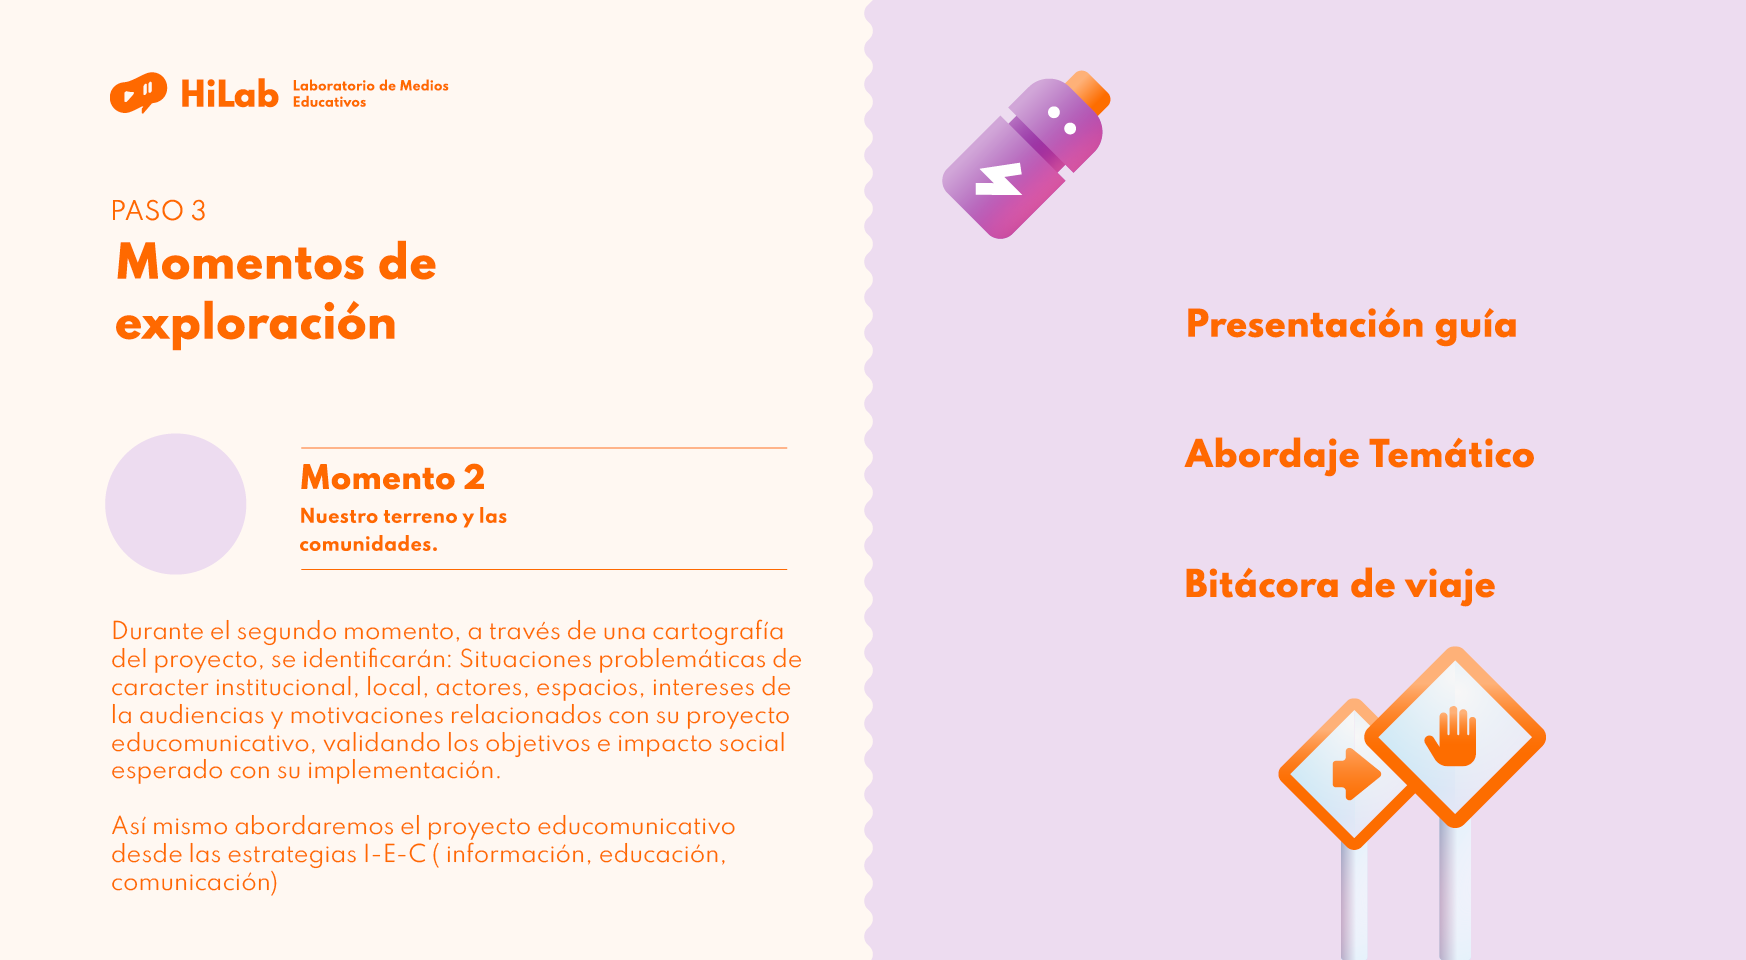 HiLab
Laboratorio de Medios
Educativos
PASO 3
Momentos de
exploración
Momento 2
Nuestro terreno y las
comunidades.
Durante el segundo momento, a través de una cartografía
del proyecto, se identificarán: Situaciones problemáticas de
caracter institucional, local, actores, espacios, intereses de
la audiencias y motivaciones relacionados con su proyecto
educomunicativo, validando los objetivos e impacto social
esperado con su implementación.
Así mismo abordaremos el proyecto educomunicativo
desde las estrategias I-E-C ( información, educación,
comunicación)
Presentación guía
Abordaje Temático
Bitácora de viaje